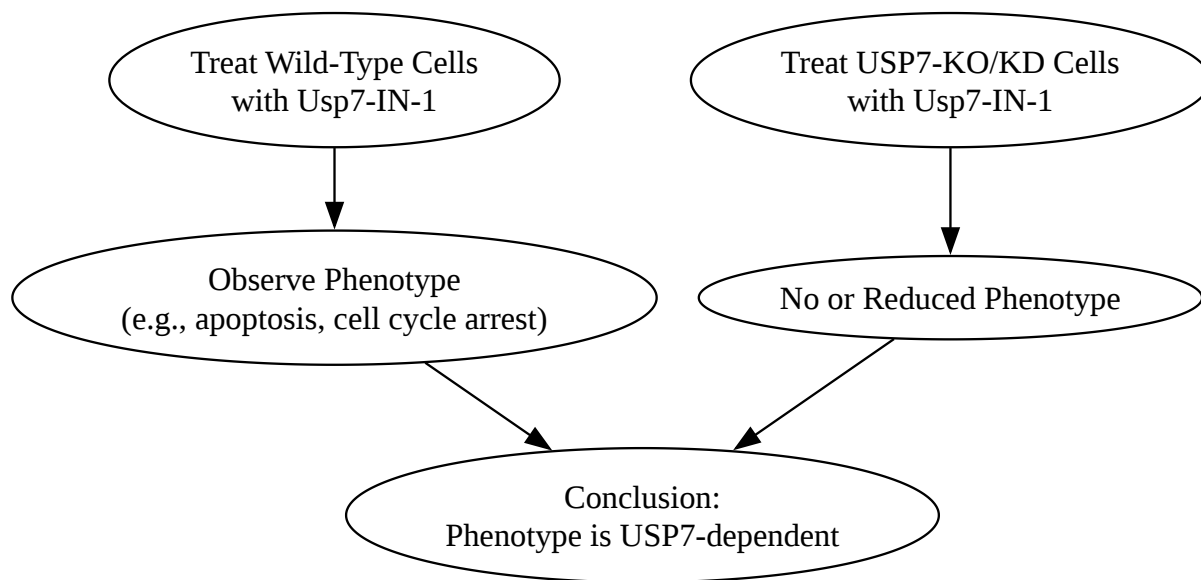 Treat Wild-Type Cells
with Usp7-IN-1
Treat USP7-KO/KD Cells
with Usp7-IN-1
Observe Phenotype
(e.g., apoptosis, cell cycle arrest)
No or Reduced Phenotype
Conclusion:
Phenotype is USP7-dependent